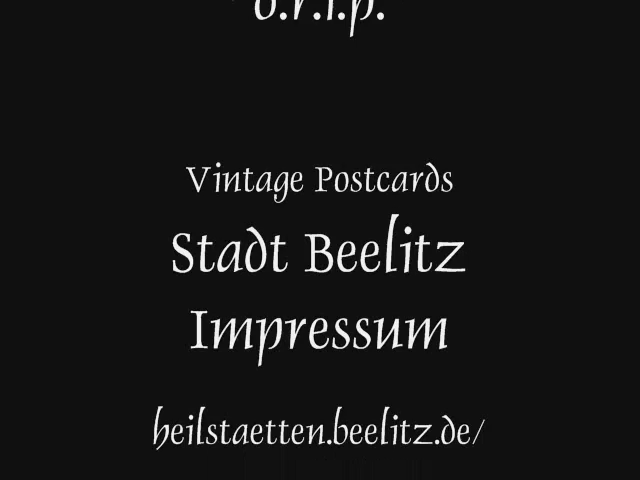 o.r.i.p.
Vintage Postcards
Stadt Beelitz
Impressum
heilstaetten.beelitz.de/